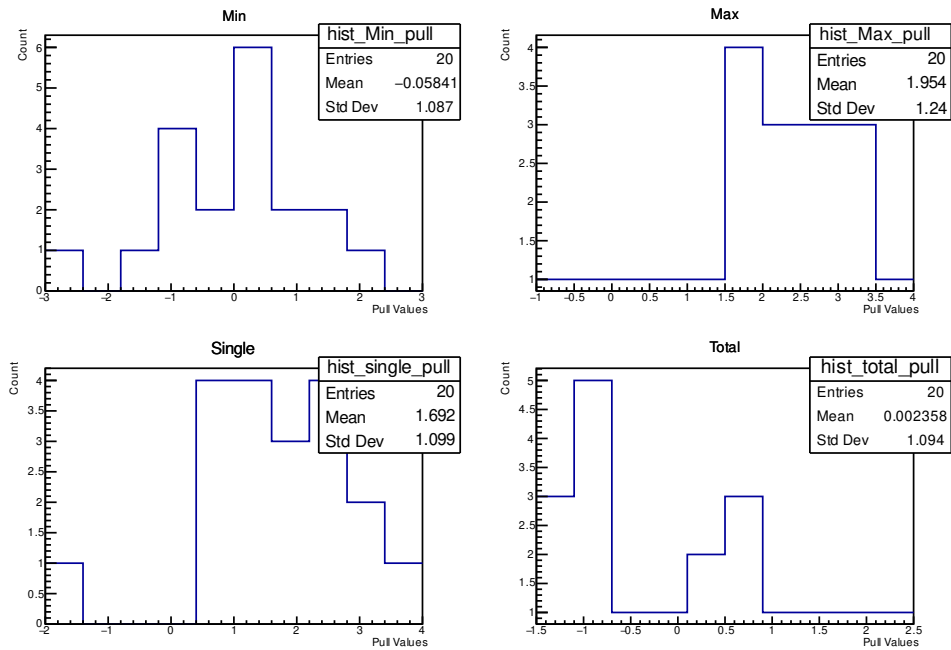 Min
Count
6
5
4
3
2
1
0
−3
−2
−1
0
1
2
3
Pull Values
hist_Min_pull
Entries 20
Mean −0.05841
Std Dev 1.087
Max
Count
4
3.5
3
2.5
2
1.5
1
−1
−0.5
0
0.5
1
1.5
2
2.5
3
3.5
4
Pull Values
hist_Max_pull
Entries 20
Mean 1.954
Std Dev 1.24
Single
Count
4
3.5
3
2.5
2
1.5
1
0.5
0
−2
−1
0
1
2
3
4
Pull Values
hist_single_pull
Entries 20
Mean 1.692
Std Dev 1.099
Total
Count
5
4.5
4
3.5
3
2.5
2
1.5
1
−1.5
−1
−0.5
0
0.5
1
1.5
2
2.5
Pull Values
hist_total_pull
Entries 20
Mean 0.002358
Std Dev 1.094